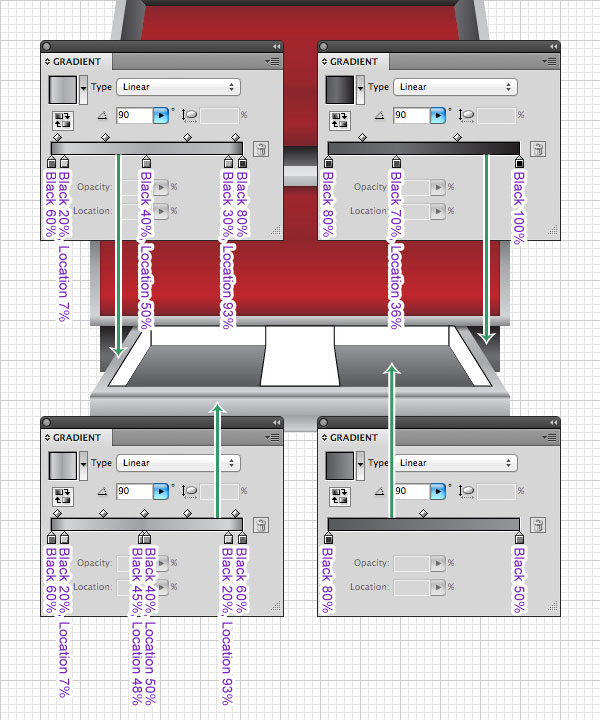 GRADIENT
Type Linear
90 ° %
Opacity: %
Location: %
Black 60%
Black 20%, Location 7%
Black 40%, Location 50%
Black 30%, Location 93%
Black 80%
GRADIENT
Type Linear
90 ° %
Opacity: %
Location: %
Black 80%
Black 70%, Location 36%
Black 100%
GRADIENT
Type Linear
90 ° %
Opacity: %
Location: %
Black 60%
Black 20%, Location 7%
Black 45%, Location 48%
Black 40%, Location 50%
Black 20%, Location 93%
Black 60%
GRADIENT
Type Linear
90 ° %
Opacity: %
Location: %
Black 80%
Black 50%